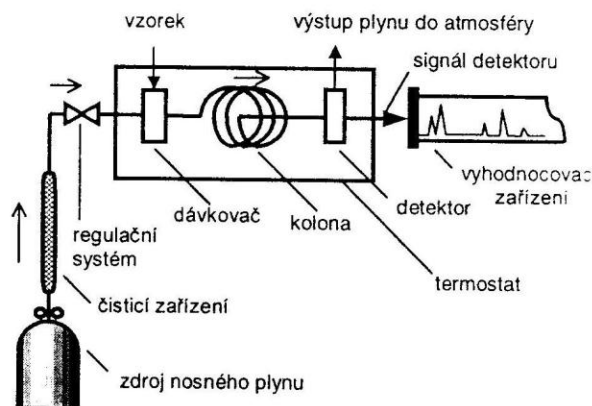 vzorek
výstup plynu do atmosféry
signál detektoru
vyhodnocovac
zařízení
dávkovač
kolona
detektor
regulační
systém
termostat
čisticí zařízení
zdroj nosného plynu